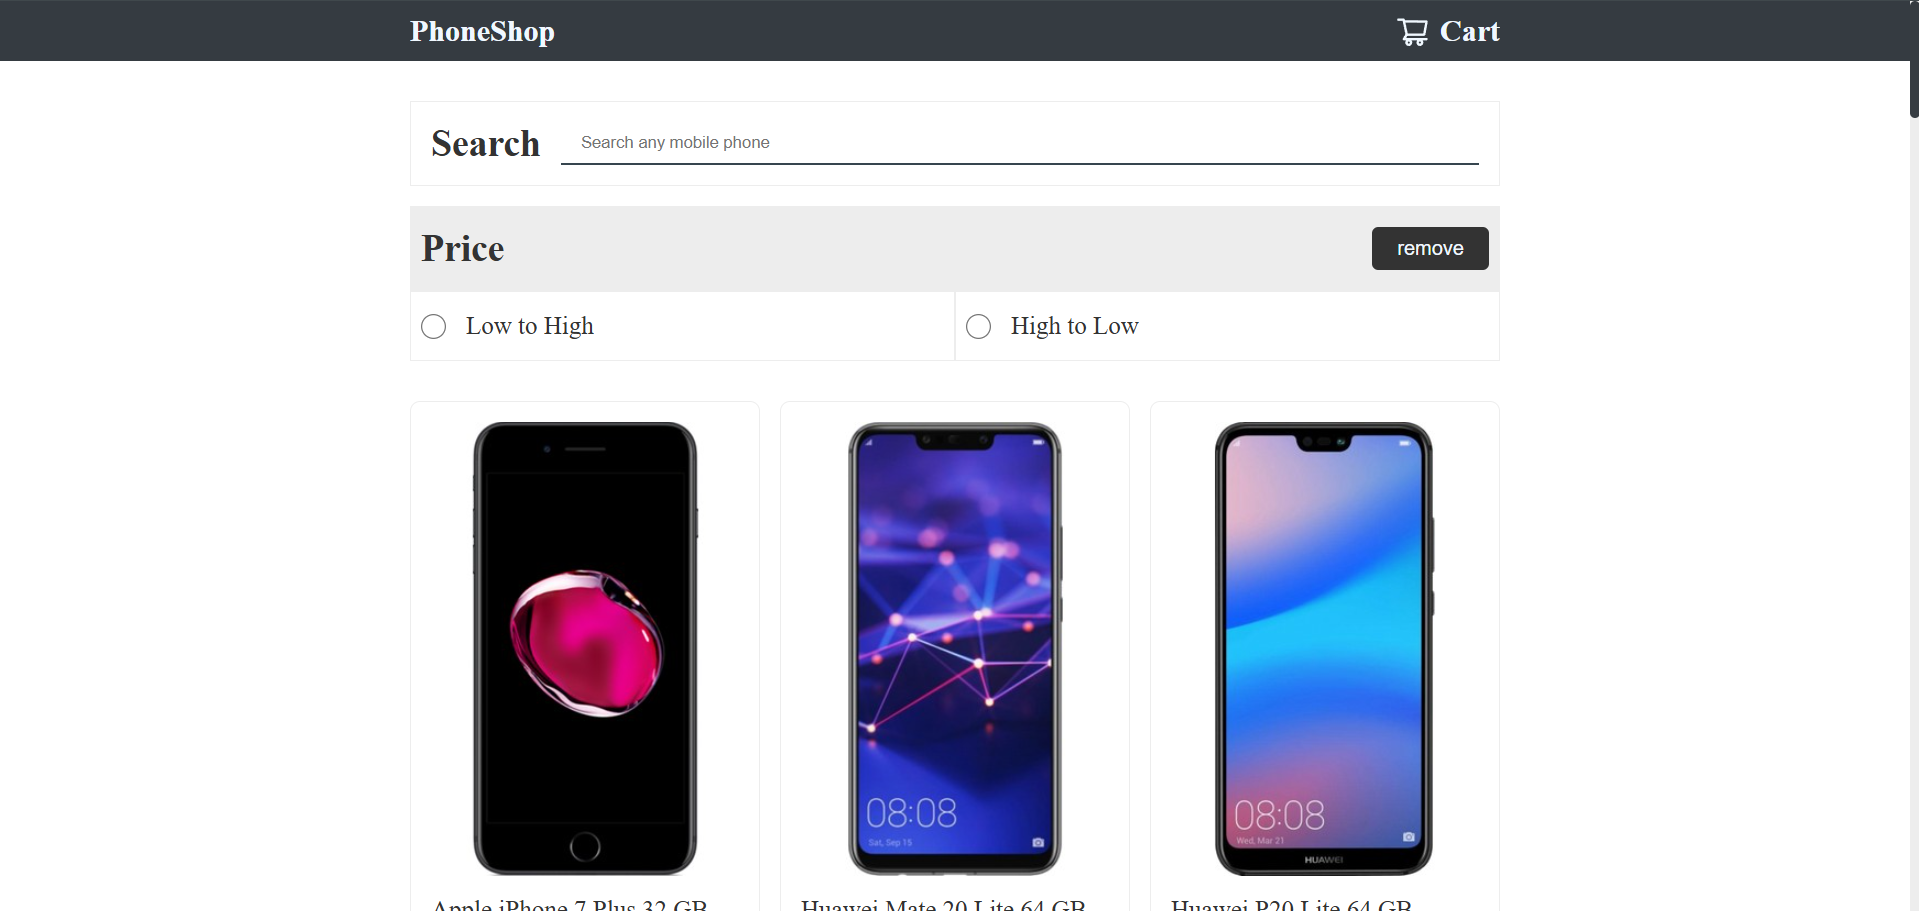 PhoneShop
Cart
Search
Search any mobile phone
Price
remove
Low to High
High to Low
08:08
Sat, Sep 15
08:08
Wed, Mar 21
HUAWEI
Apple iPhone 7 Plus 32 GB
Huawei Mate 20 Lite 64 GB
Huawei P20 Lite 64 GB